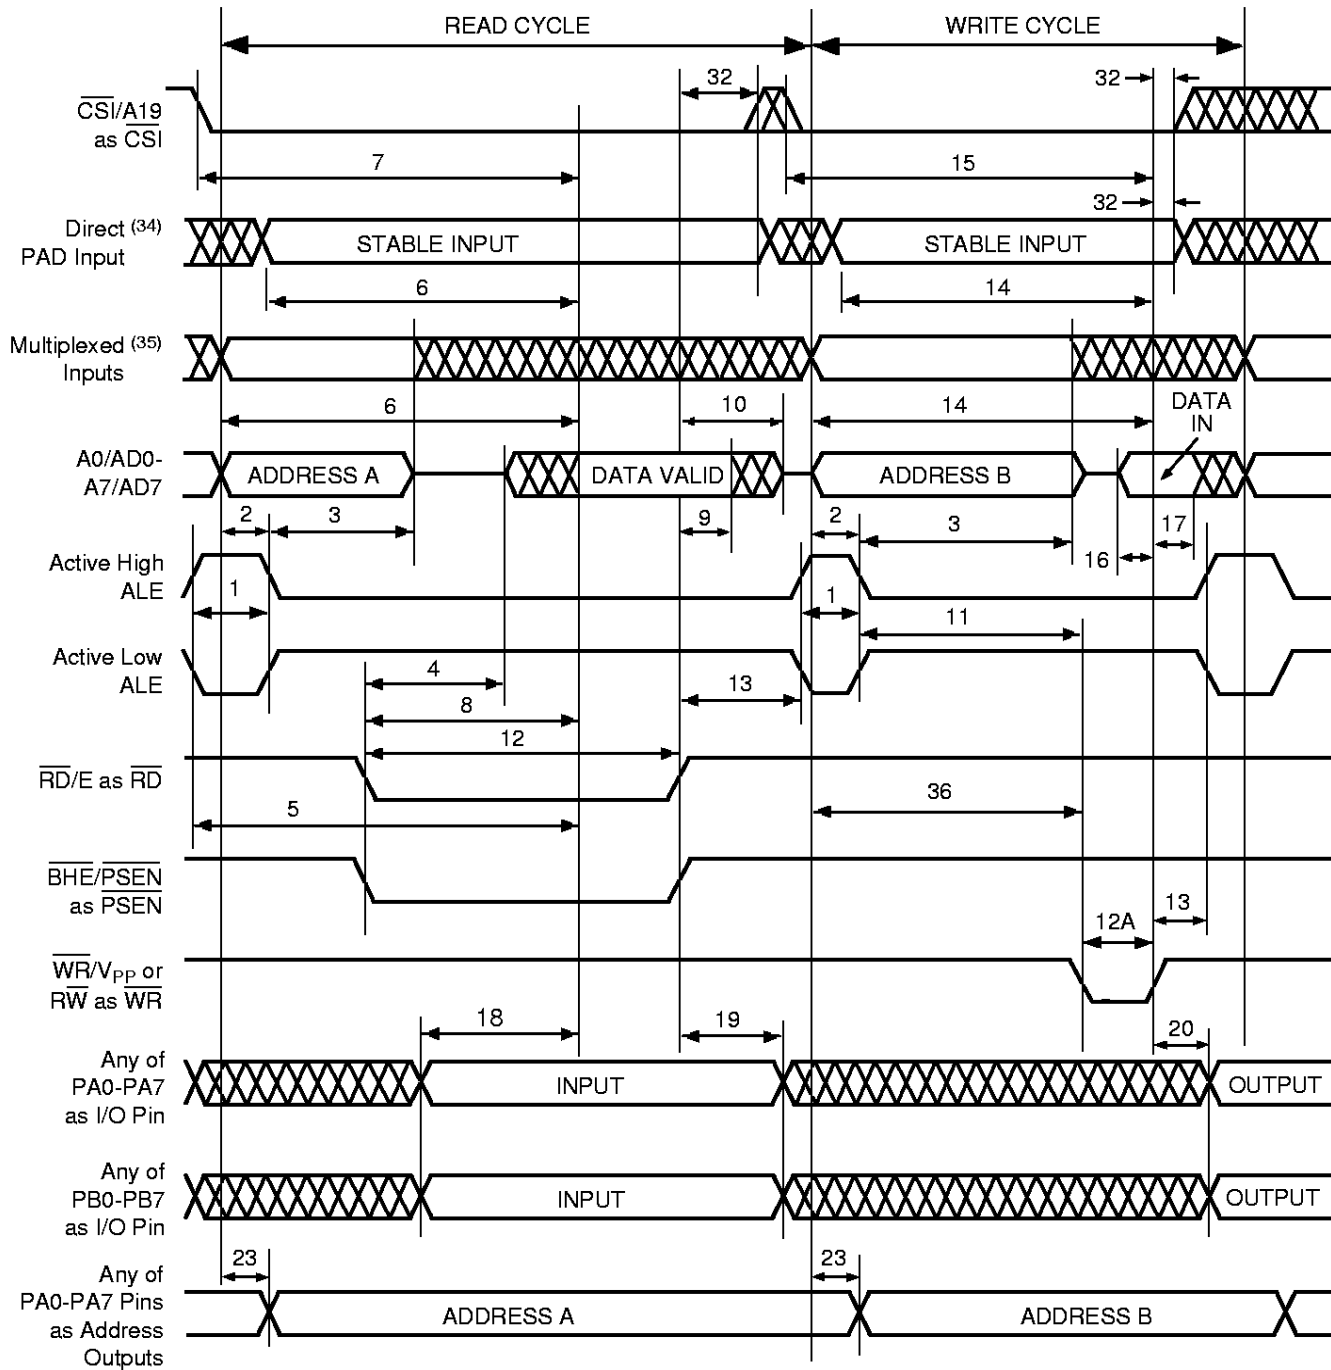 READ CYCLE
WRITE CYCLE
32
32
CSI/A19
as CSI
7
15
32
Direct (34)
PAD Input
STABLE INPUT
STABLE INPUT
6
14
Multiplexed (35)
Inputs
6
10
14
DATA
IN
A0/AD0-
A7/AD7
ADDRESS A
DATA VALID
ADDRESS B
2
3
9
2
3
16
17
Active High
ALE
1
1
11
Active Low
ALE
4
13
8
12
RD/E as RD
5
36
BHE/PSEN
as PSEN
12A
13
WR/VPP or
RW as WR
18
19
20
Any of
PA0-PA7
as I/O Pin
INPUT
OUTPUT
Any of
PB0-PB7
as I/O Pin
INPUT
OUTPUT
23
23
Any of
PA0-PA7 Pins
as Address
Outputs
ADDRESS A
ADDRESS B